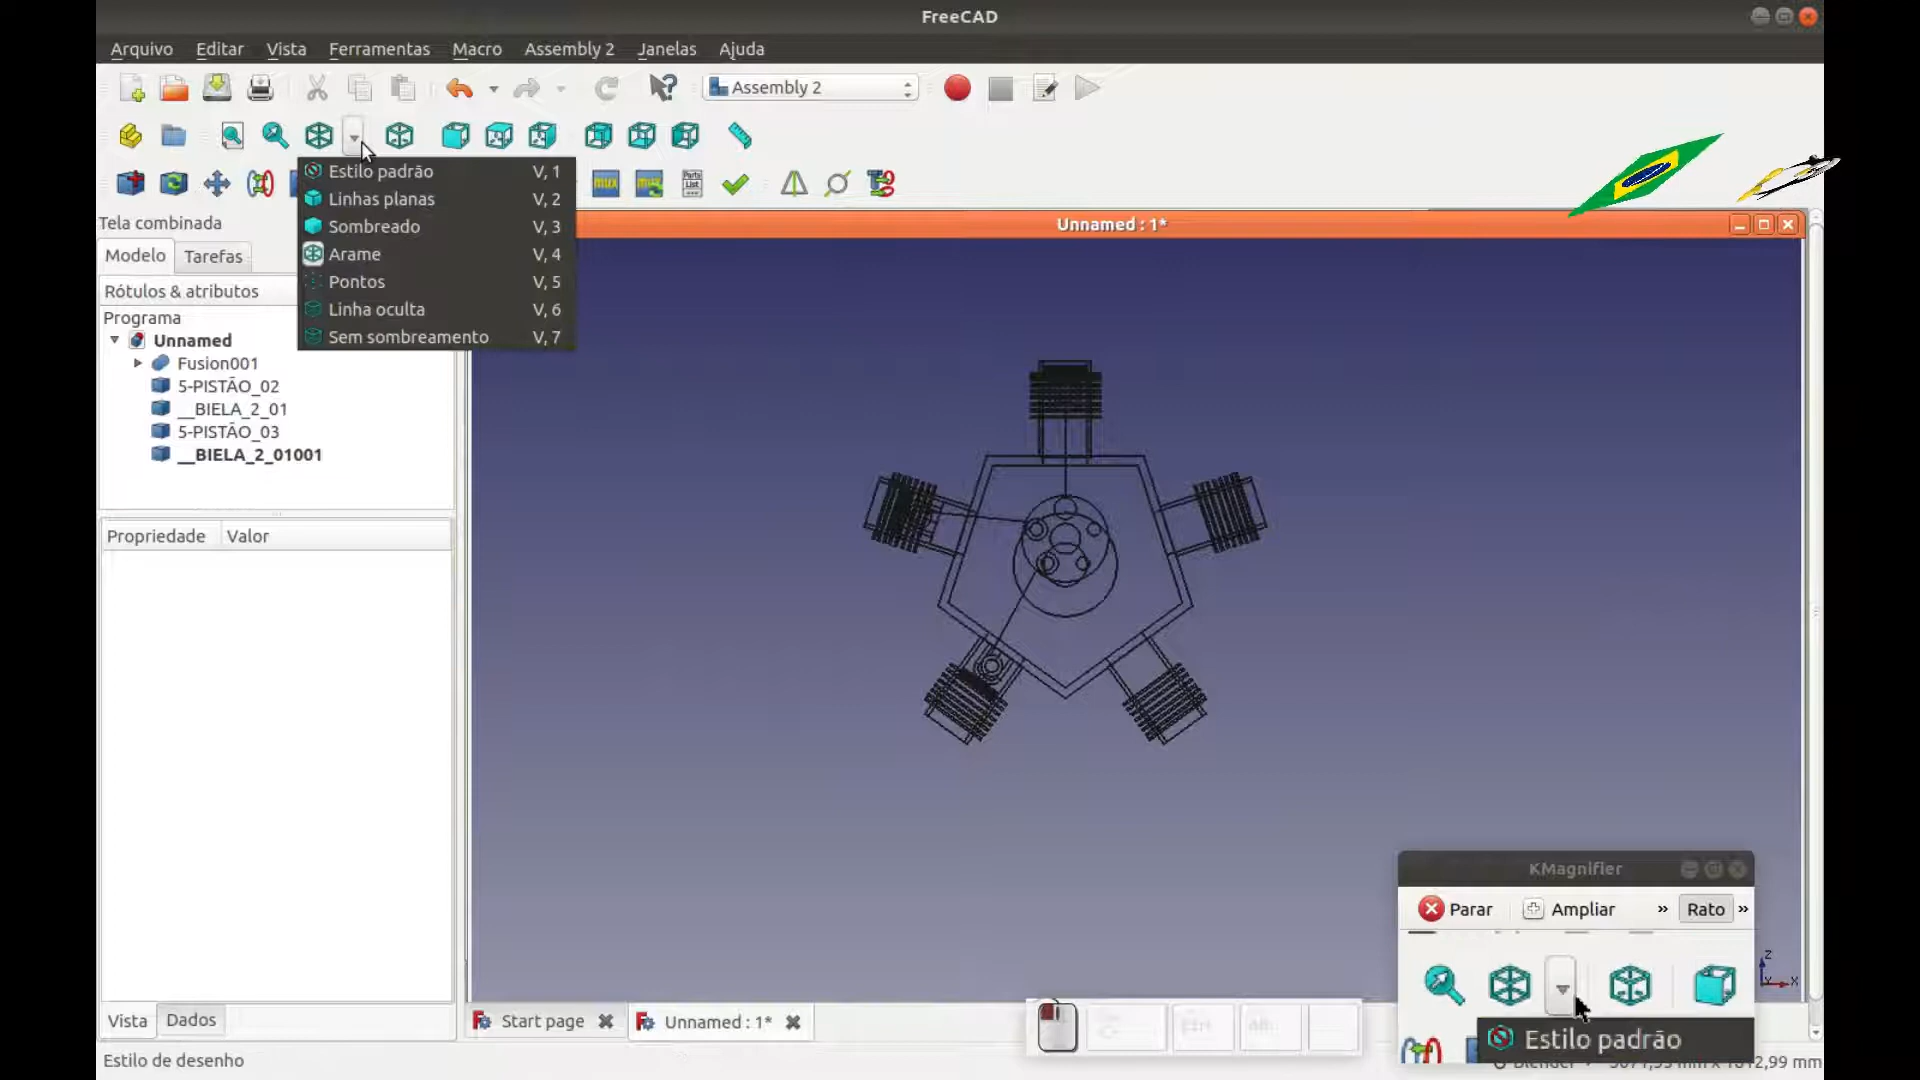 FreeCAD
Arquivo Editar Vista Ferramentas Macro Assembly 2 Janelas Ajuda
Assembly 2
Estilo padrão V, 1
Linhas planas V, 2
Sombreado V, 3
Arame V, 4
Pontos V, 5
Linha oculta V, 6
Sem sombreamento V, 7
Parts List
Tela combinada
Unnamed : 1*
Modelo Tarefas
Rótulos & atributos
Programa
Unnamed
Fusion001
5-PISTÃO_02
__BIELA_2_01
5-PISTÃO_03
__BIELA_2_01001
Propriedade Valor
KMagnifier
Parar Ampliar » Rato »
Estilo padrão
Z
X
Vista Dados
Start page Unnamed : 1*
Estilo de desenho